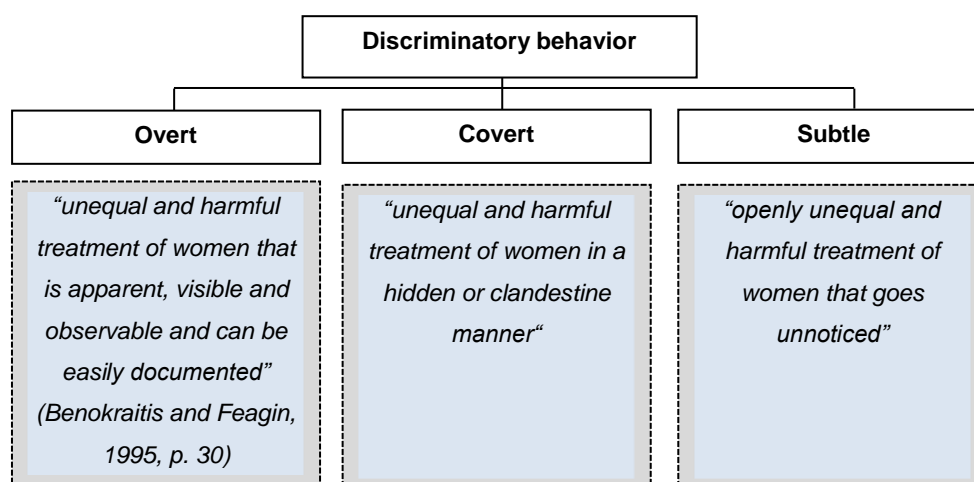 Discriminatory behavior
Overt
Covert
Subtle
“unequal and harmful
treatment of women that
is apparent, visible and
observable and can be
easily documented”
(Benokraitis and Feagin,
1995, p. 30)
“unequal and harmful
treatment of women in a
hidden or clandestine
manner“
“openly unequal and
harmful treatment of
women that goes
unnoticed”